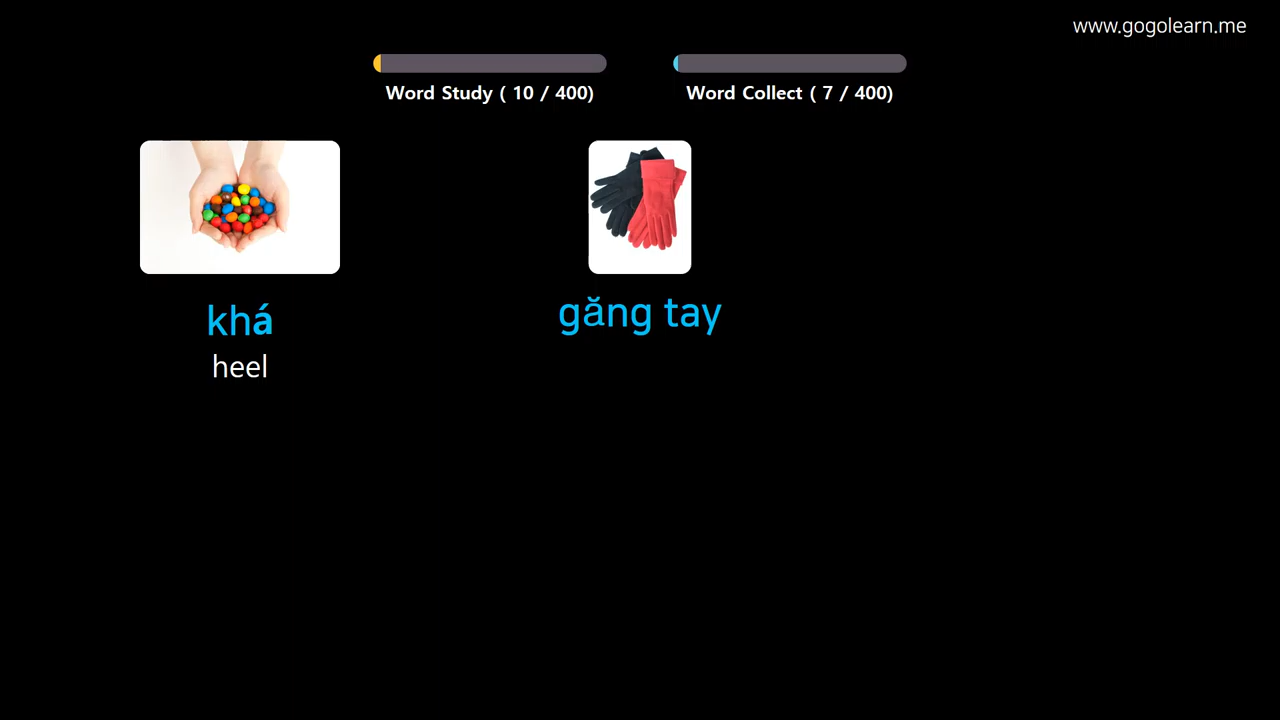 www.gogolearn.me
Word Study ( 10 / 400)
Word Collect ( 7 / 400)
khá
heel
găng tay